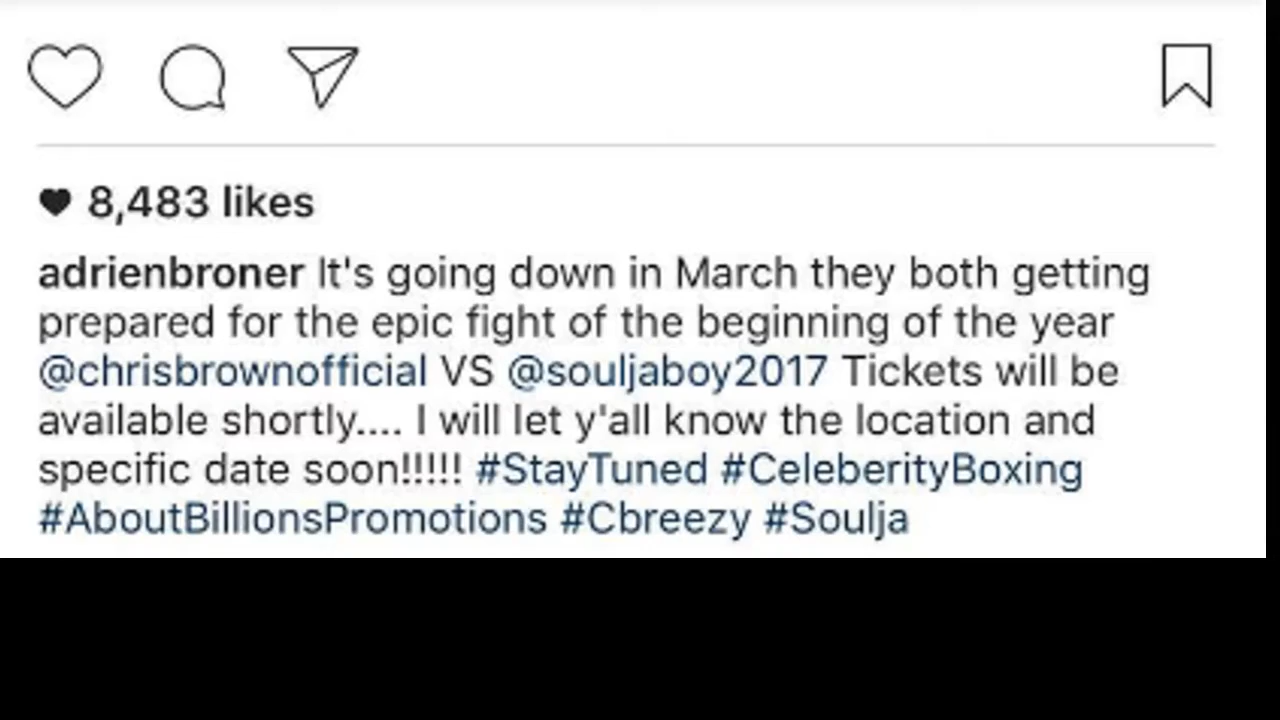 8,483 likes
adrienbroner It's going down in March they both getting
prepared for the epic fight of the beginning of the year
@chrisbrownofficial VS @souljaboy2017 Tickets will be
available shortly.... I will let y'all know the location and
specific date soon!!!!! #StayTuned #CeleberityBoxing
#AboutBillionsPromotions #Cbreezy #Soulja